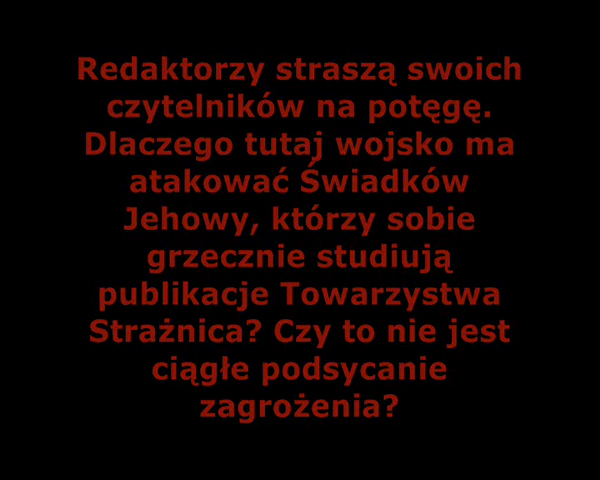 Redaktorzy straszą swoich
czytelników na potęgę.
Dlaczego tutaj wojsko ma
atakować Świadków
Jehowy, którzy sobie
grzecznie studiują
publikacje Towarzystwa
Strażnica? Czy to nie jest
ciągłe podsycanie
zagrożenia?